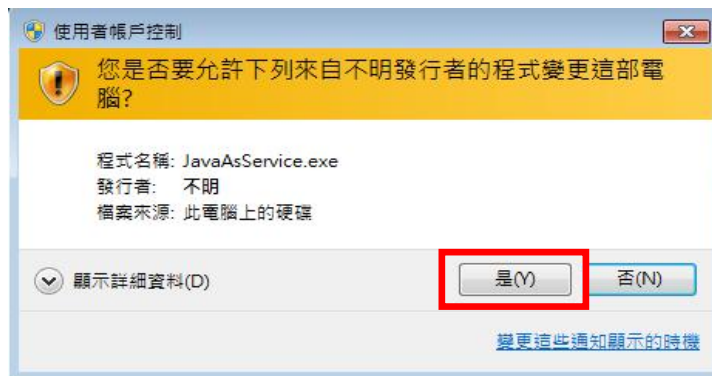 使用者帳戶控制
您是否要允許下列來自不明發行者的程式變更這部電
腦?
程式名稱: JavaAsService.exe
發行者: 不明
檔案來源: 此電腦上的硬碟
顯示詳細資料(D)
是(Y)
否(N)
變更這些通知顯示的時機